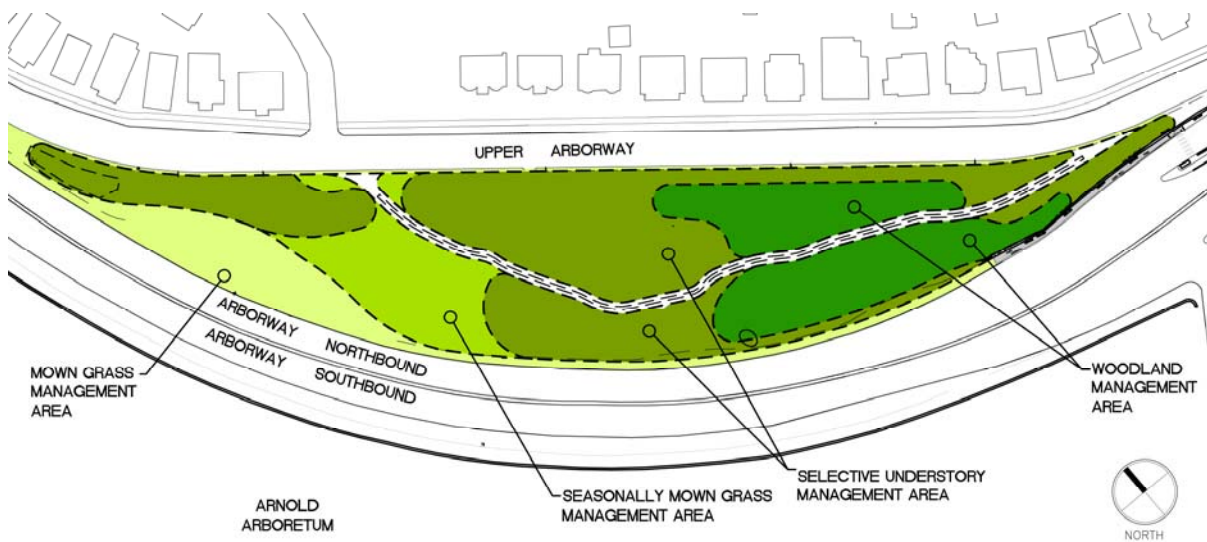 UPPER ARBORWAY
ARBORWAY NORTHBOUND
ARBORWAY SOUTHBOUND
MOWN GRASS
MANAGEMENT
AREA
WOODLAND
MANAGEMENT
AREA
SELECTIVE UNDERSTORY
MANAGEMENT AREA
SEASONALLY MOWN GRASS
MANAGEMENT AREA
ARNOLD
ARBORETUM
NORTH